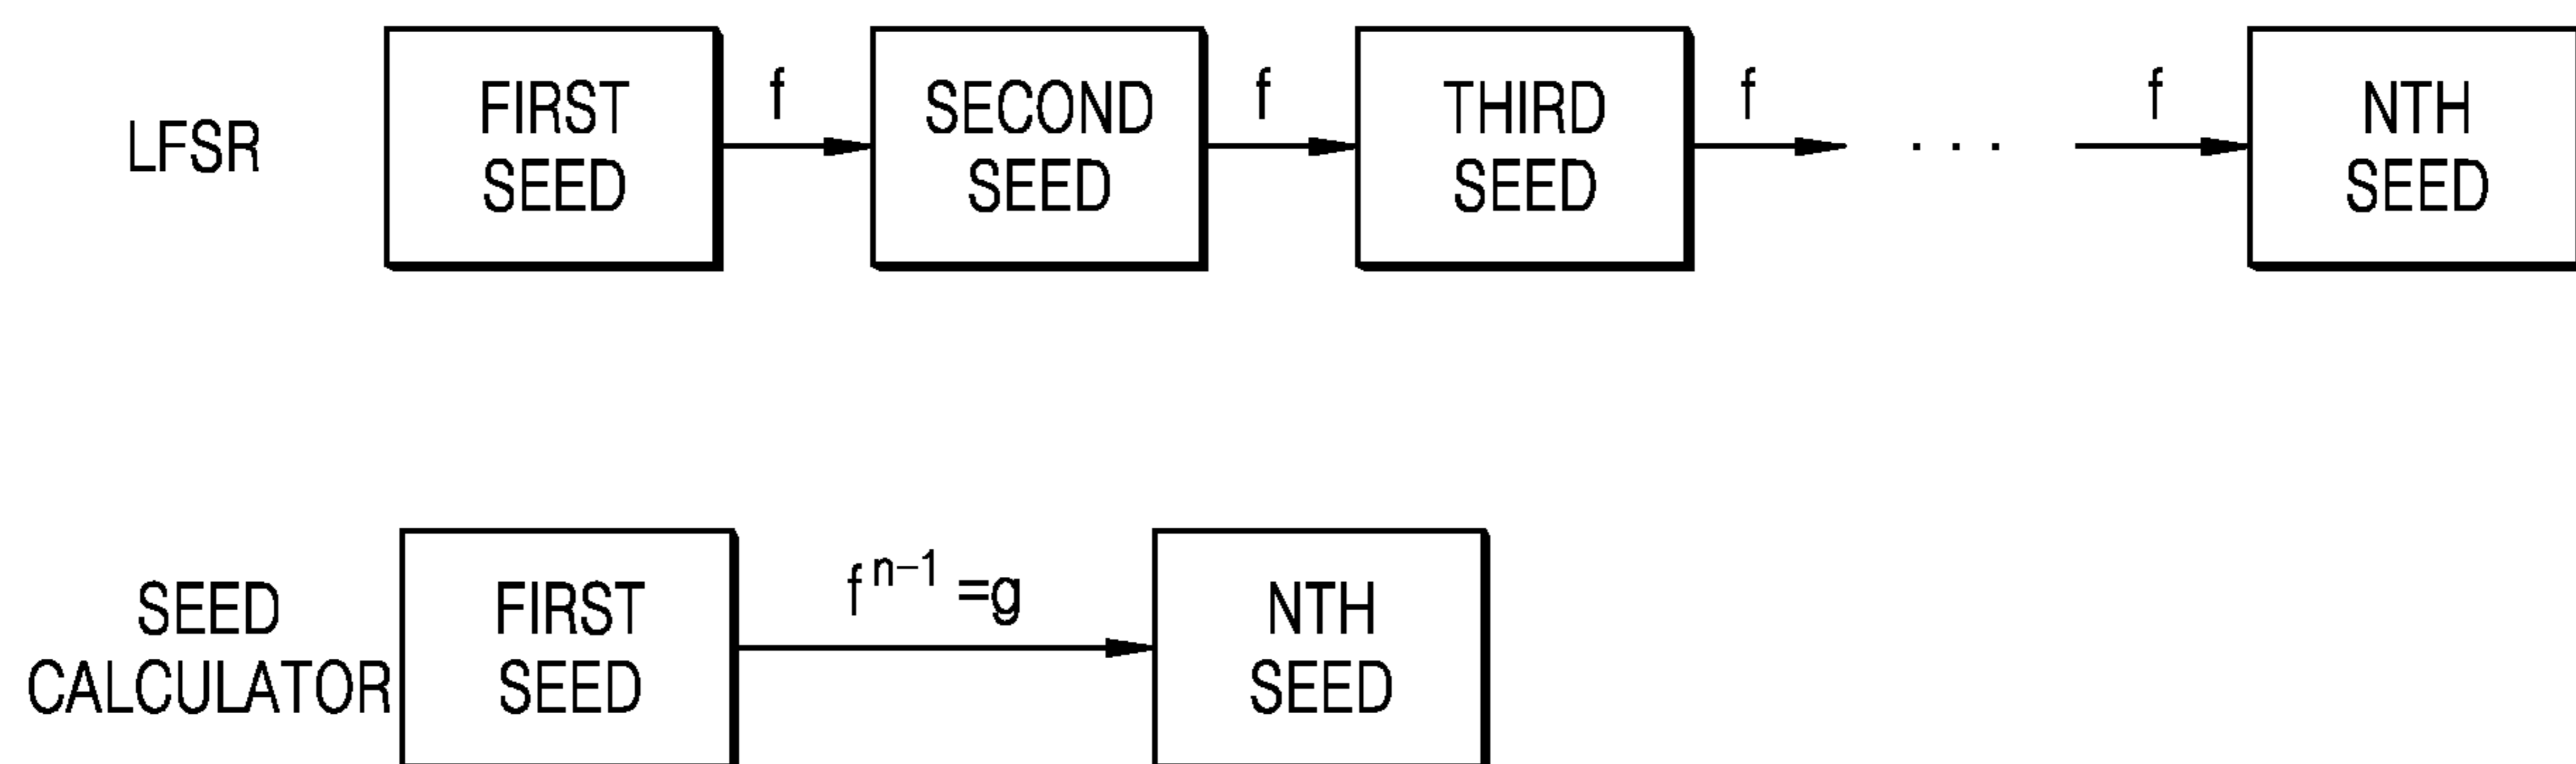 LFSR
FIRST
SEED
f
SECOND
SEED
f
THIRD
SEED
f
. . .
f
NTH
SEED
SEED
CALCULATOR
FIRST
SEED
f^{n-1}=g
NTH
SEED